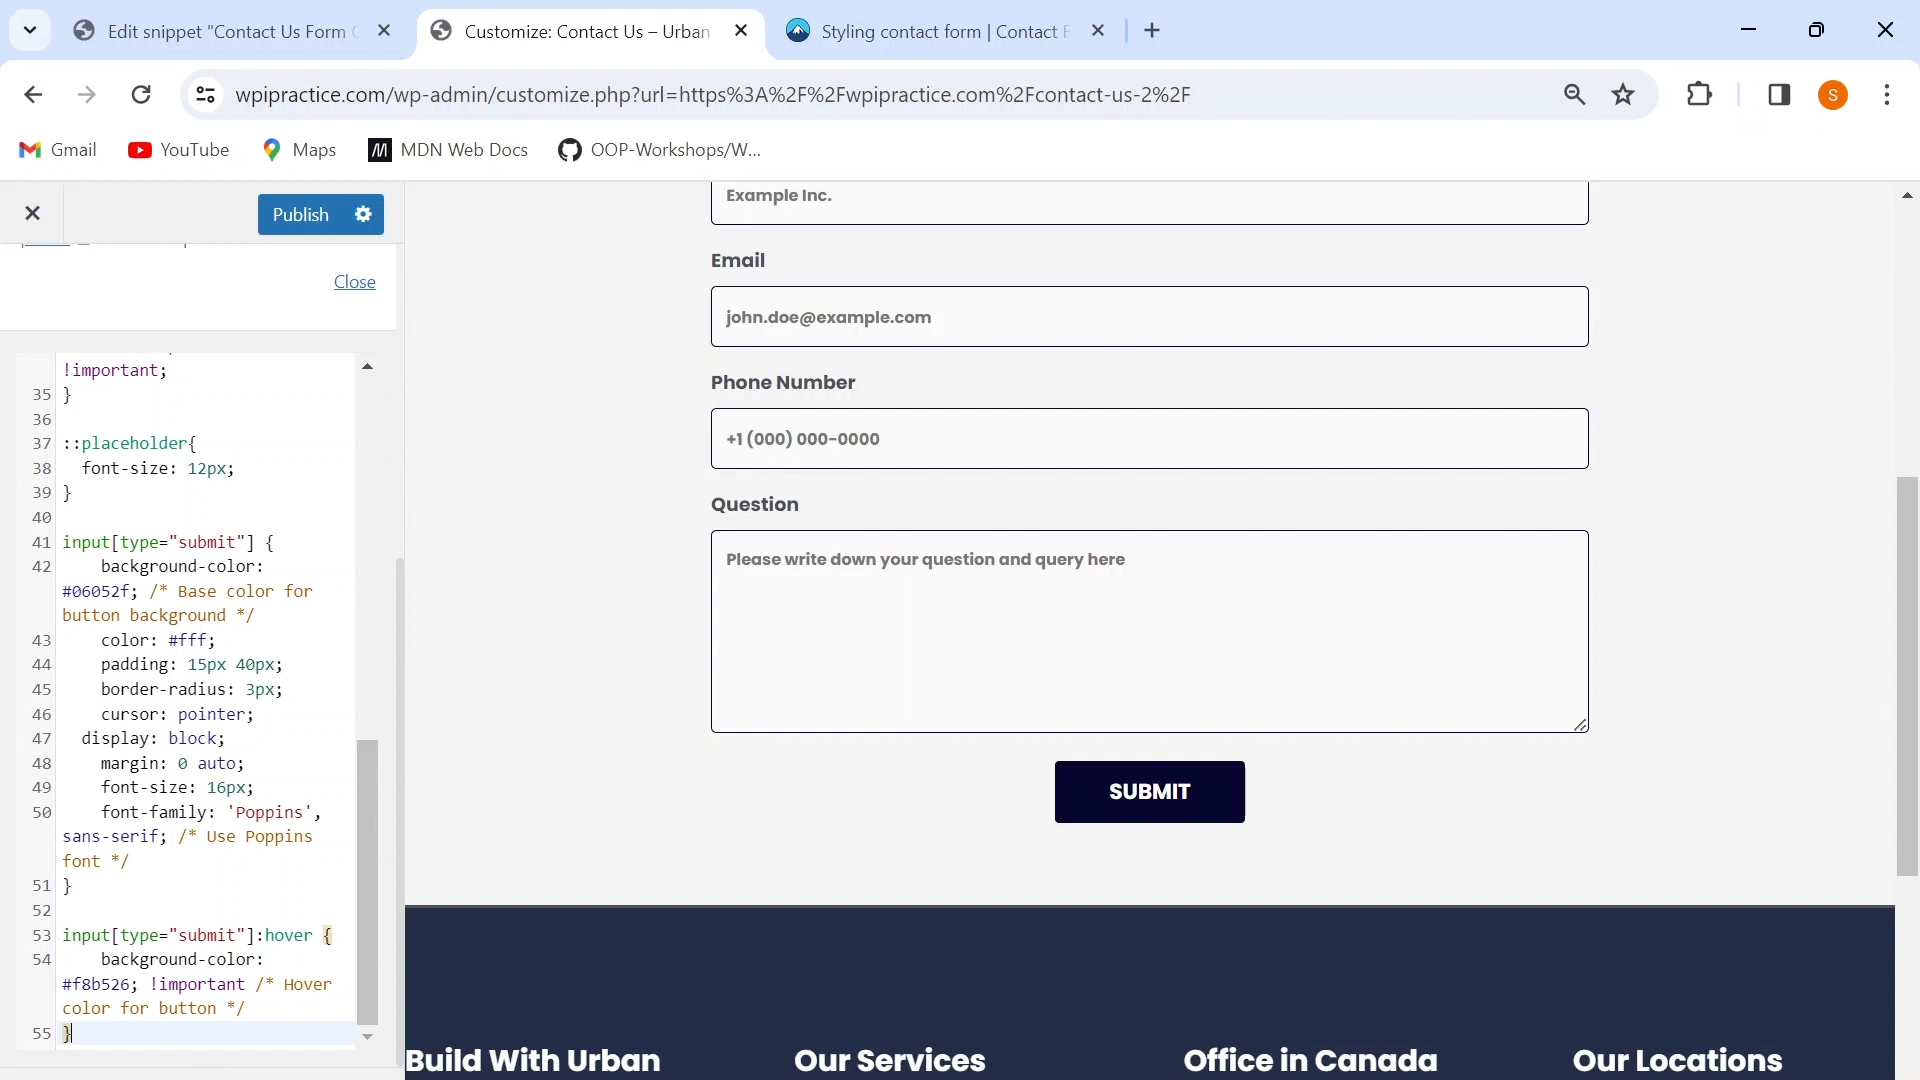 Edit snippet "Contact Us Form
Customize: Contact Us – Urban
Styling contact form | Contact F
wpipractice.com/wp-admin/customize.php?url=https%3A%2F%2Fwpipractice.com%2Fcontact-us-2%2F
S
Gmail
YouTube
Maps
MDN Web Docs
OOP-Workshops/W...
Publish
Close
!important;
35 }
36
37 ::placeholder{
38 font-size: 12px;
39 }
40
41 input[type="submit"] {
42 background-color:
#06052f; /* Base color for
button background */
43 color: #fff;
44 padding: 15px 40px;
45 border-radius: 3px;
46 cursor: pointer;
47 display: block;
48 margin: 0 auto;
49 font-size: 16px;
50 font-family: 'Poppins',
sans-serif; /* Use Poppins
font */
51 }
52
53 input[type="submit"]:hover {
54 background-color:
#f8b526; !important /* Hover
color for button */
55 }
Example Inc.
Email
john.doe@example.com
Phone Number
+1 (000) 000-0000
Question
Please write down your question and query here
SUBMIT
Build With Urban
Our Services
Office in Canada
Our Locations